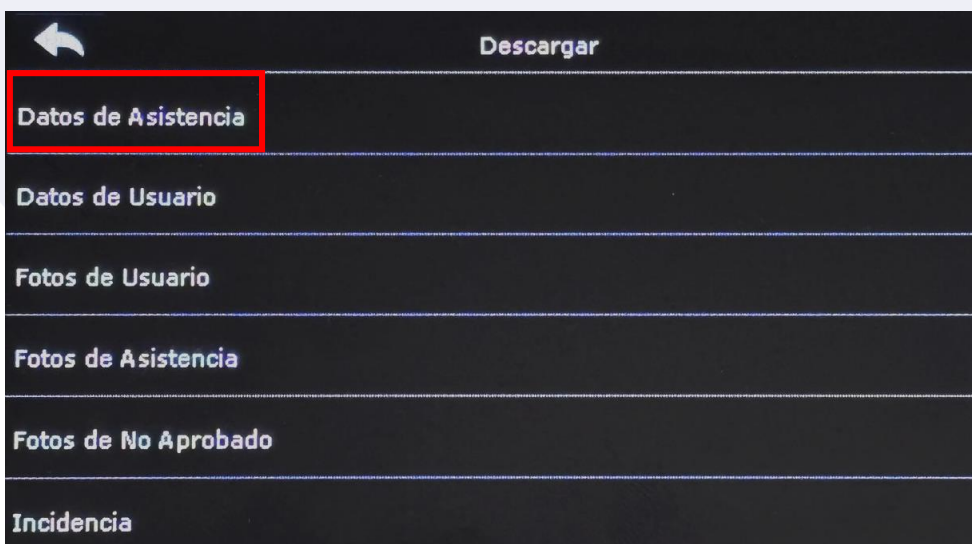 Descargar
Datos de Asistencia
Datos de Usuario
Fotos de Usuario
Fotos de Asistencia
Fotos de No Aprobado
Incidencia